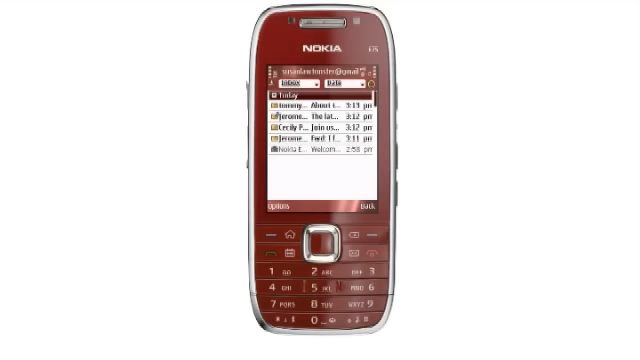 NOKIA E75
Inbox Date
Today
Tommy... About t... 3:13 pm
Jerome... The lat... 3:12 pm
Cecily P... Join us... 3:12 pm
Jerome... Fwd: I f... 3:11 pm
Nokia E... Welcom... 2:58 pm
Options Back
1 2 ABC DEF 3
4 GHI 5 JKL MNO 6
7 PQRS 8 TUV WXYZ 9
0